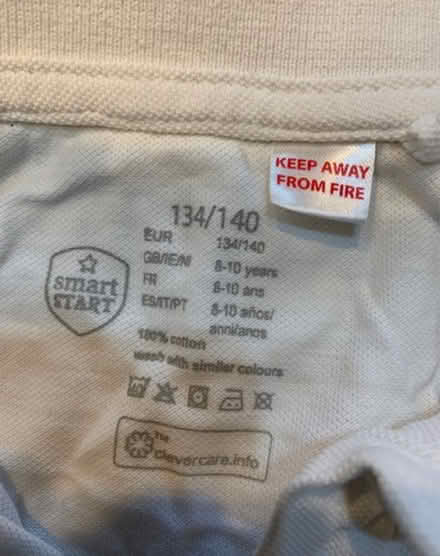 KEEP AWAY
FROM FIRE
134/140
EUR 134/140
GB/IE/NI 8-10 years
FR 8-10 ans
ES/IT/PT 8-10 años/
anni/anos
smart
START
100% cotton
wash with similar colours
clevercare.info